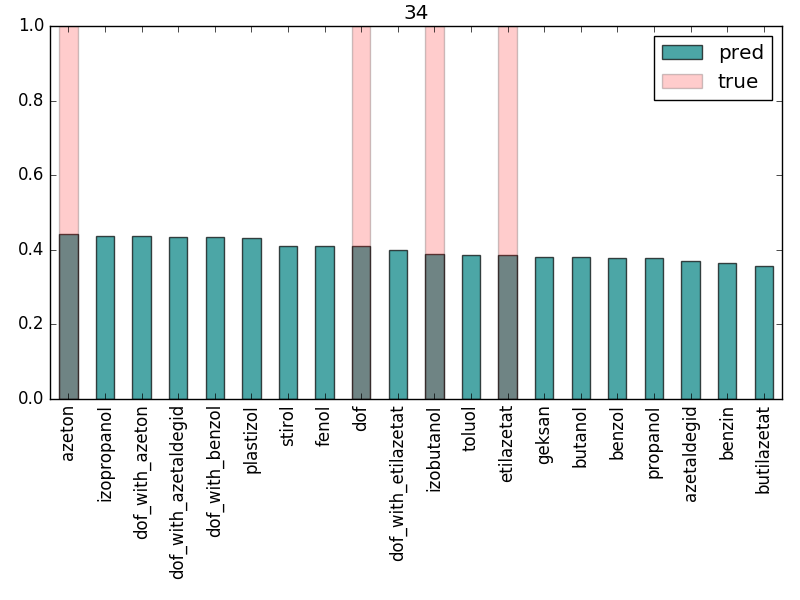 34
1.0
0.8
0.6
0.4
0.2
0.0
pred
true
azeton
izopropanol
dof_with_azeton
dof_with_azetaldegid
dof_with_benzol
plastizol
stirol
fenol
dof
dof_with_etilazetat
izobutanol
toluol
etilazetat
geksan
butanol
benzol
propanol
azetaldegid
benzin
butilazetat